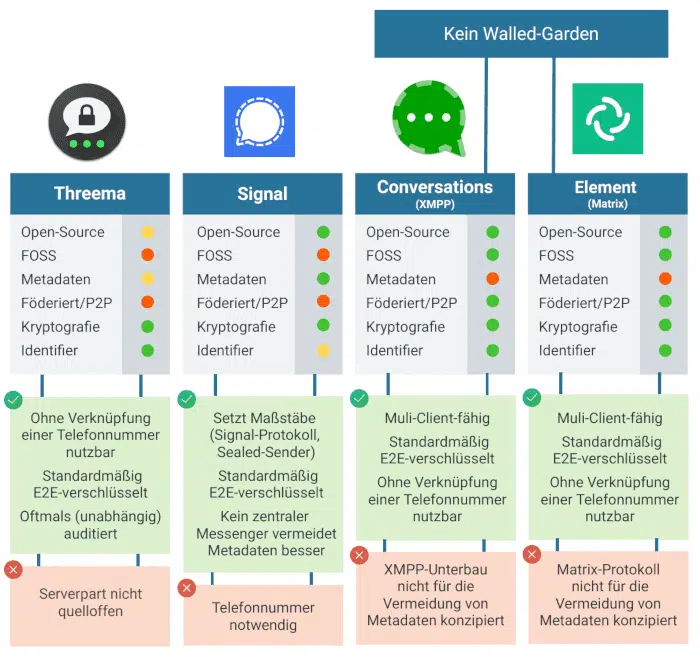 Kein Walled-Garden
Threema
Open-Source
FOSS
Metadaten
Föderiert/P2P
Kryptografie
Identifier
Ohne Verknüpfung
einer Telefonnummer
nutzbar
Standardmäßig
E2E-verschlüsselt
Oftmals (unabhängig)
auditiert
Serverpart nicht
quelloffen
Signal
Open-Source
FOSS
Metadaten
Föderiert/P2P
Kryptografie
Identifier
Setzt Maßstäbe
(Signal-Protokoll,
Sealed-Sender)
Standardmäßig
E2E-verschlüsselt
Kein zentraler
Messenger vermeidet
Metadaten besser
Telefonnummer
notwendig
Conversations
(XMPP)
Open-Source
FOSS
Metadaten
Föderiert/P2P
Kryptografie
Identifier
Muli-Client-fähig
Standardmäßig
E2E-verschlüsselt
Ohne Verknüpfung
einer Telefonnummer
nutzbar
XMPP-Unterbau
nicht für die
Vermeidung von
Metadaten konzipiert
Element
(Matrix)
Open-Source
FOSS
Metadaten
Föderiert/P2P
Kryptografie
Identifier
Muli-Client-fähig
Standardmäßig
E2E-verschlüsselt
Ohne Verknüpfung
einer Telefonnummer
nutzbar
Matrix-Protokoll
nicht für die
Vermeidung von
Metadaten konzipiert